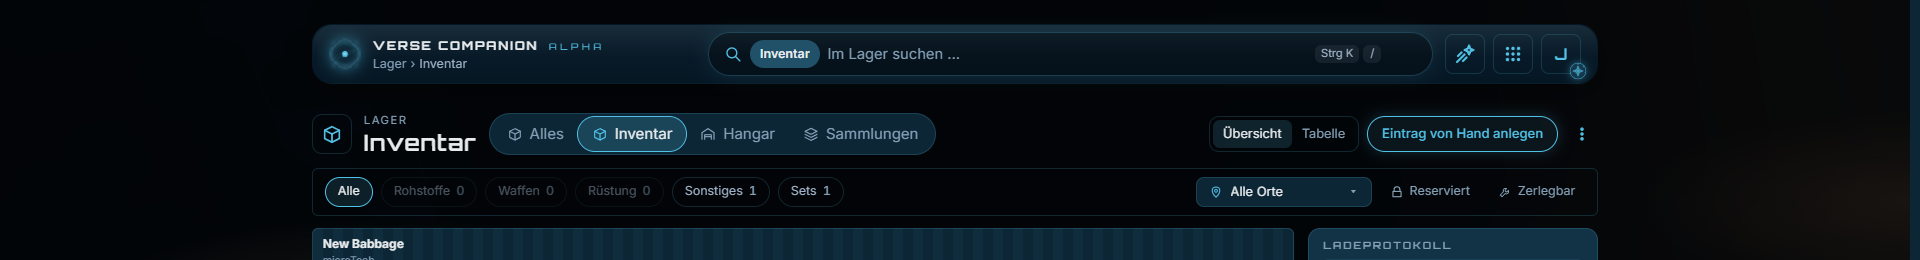 VERSE COMPANION ALPHA
Lager › Inventar
Inventar Im Lager suchen ... Strg K /
LAGER
Inventar
Alles Inventar Hangar Sammlungen
Übersicht Tabelle Eintrag von Hand anlegen
Alle Rohstoffe 0 Waffen 0 Rüstung 0 Sonstiges 1 Sets 1
Alle Orte Reserviert Zerlegbar
New Babbage
microTech
LADEPROTOKOLL